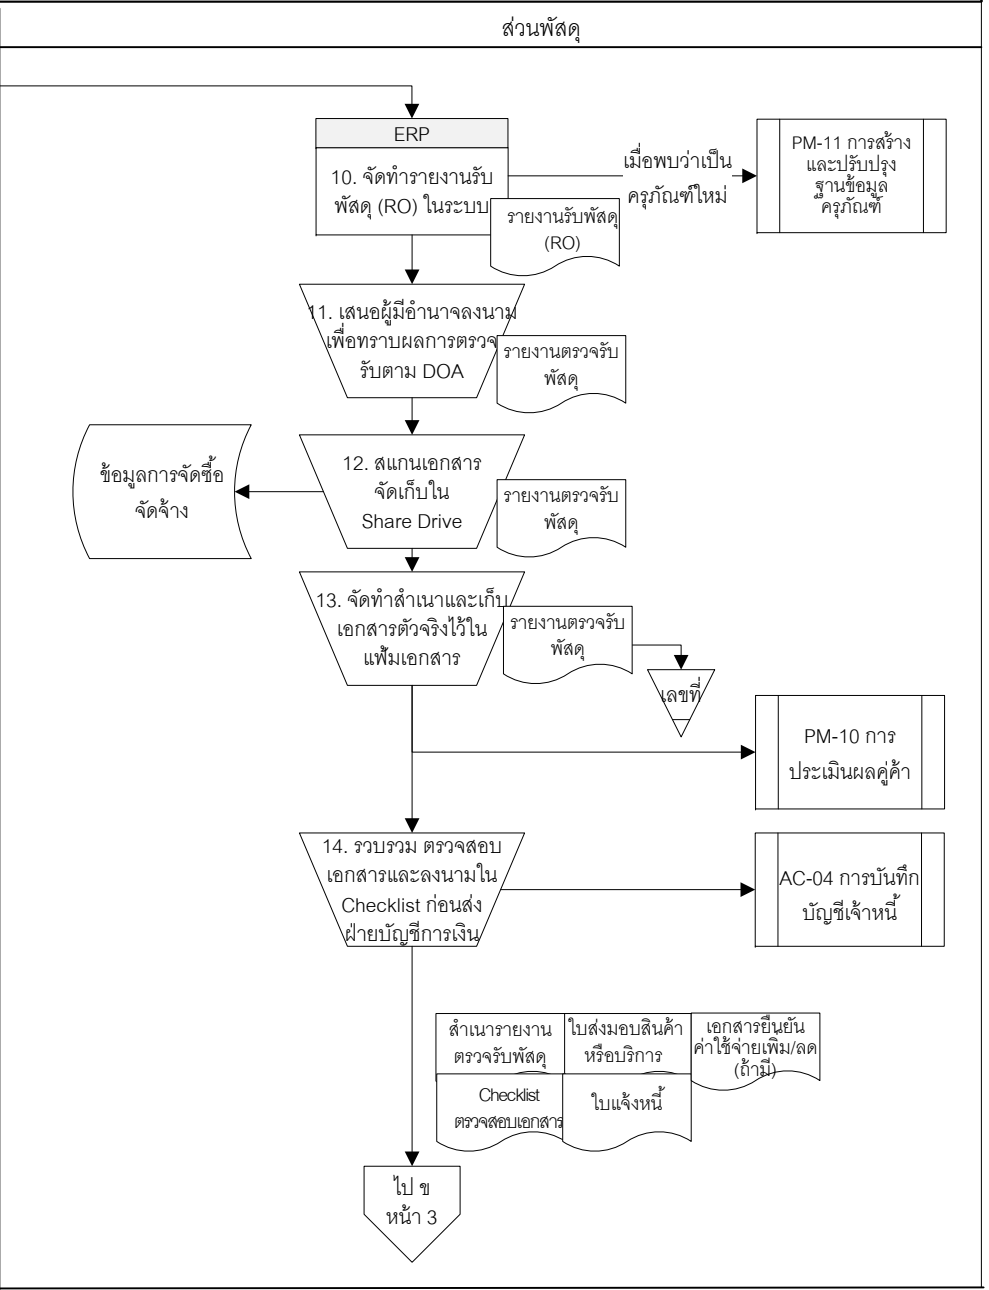 ส่วนพัสดุ
ERP
10. จัดทำรายงานรับ
พัสดุ (RO) ในระบบ
รายงานรับพัสดุ
(RO)
เมื่อพบว่าเป็น
ครุภัณฑ์ใหม่
PM-11 การสร้าง
และปรับปรุง
ฐานข้อมูล
ครุภัณฑ์
11. เสนอผู้มีอำนาจลงนาม
เพื่อทราบผลการตรวจ
รับตาม DOA
รายงานตรวจรับ
พัสดุ
12. สแกนเอกสาร
จัดเก็บใน
Share Drive
รายงานตรวจรับ
พัสดุ
ข้อมูลการจัดซื้อ
จัดจ้าง
13. จัดทำสำเนาและเก็บ
เอกสารตัวจริงไว้ใน
แฟ้มเอกสาร
รายงานตรวจรับ
พัสดุ
เลขที่
PM-10 การ
ประเมินผลคู่ค้า
14. รวบรวม ตรวจสอบ
เอกสารและลงนามใน
Checklist ก่อนส่ง
ฝ่ายบัญชีการเงิน
AC-04 การบันทึก
บัญชีเจ้าหนี้
สำเนารายงาน
ตรวจรับพัสดุ
ใบส่งมอบสินค้า
หรือบริการ
เอกสารยืนยัน
ค่าใช้จ่ายเพิ่ม/ลด
(ถ้ามี)
Checklist
ตรวจสอบเอกสาร
ใบแจ้งหนี้
ไป ข
หน้า 3